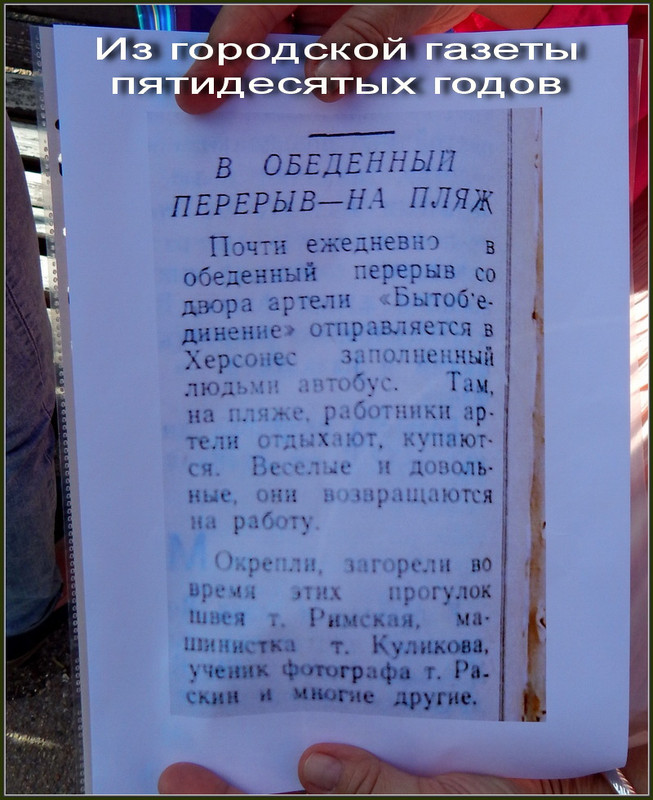 Из городской газеты
пятидесятых годов
В ОБЕДЕННЫЙ
ПЕРЕРЫВ—НА ПЛЯЖ
Почти ежедневно в
обеденный перерыв со
двора артели «Бытоб'е-
динение» отправляется в
Херсонес заполненный
людьми автобус. Там,
на пляже, работники ар-
тели отдыхают, купают-
ся. Веселые и доволь-
ные, они возвращаются
на работу.
Окрепли, загорели во
время этих прогулок
швея т. Римская, ма-
шинистка т. Куликова,
ученик фотографа т. Ра-
скин и многие другие.